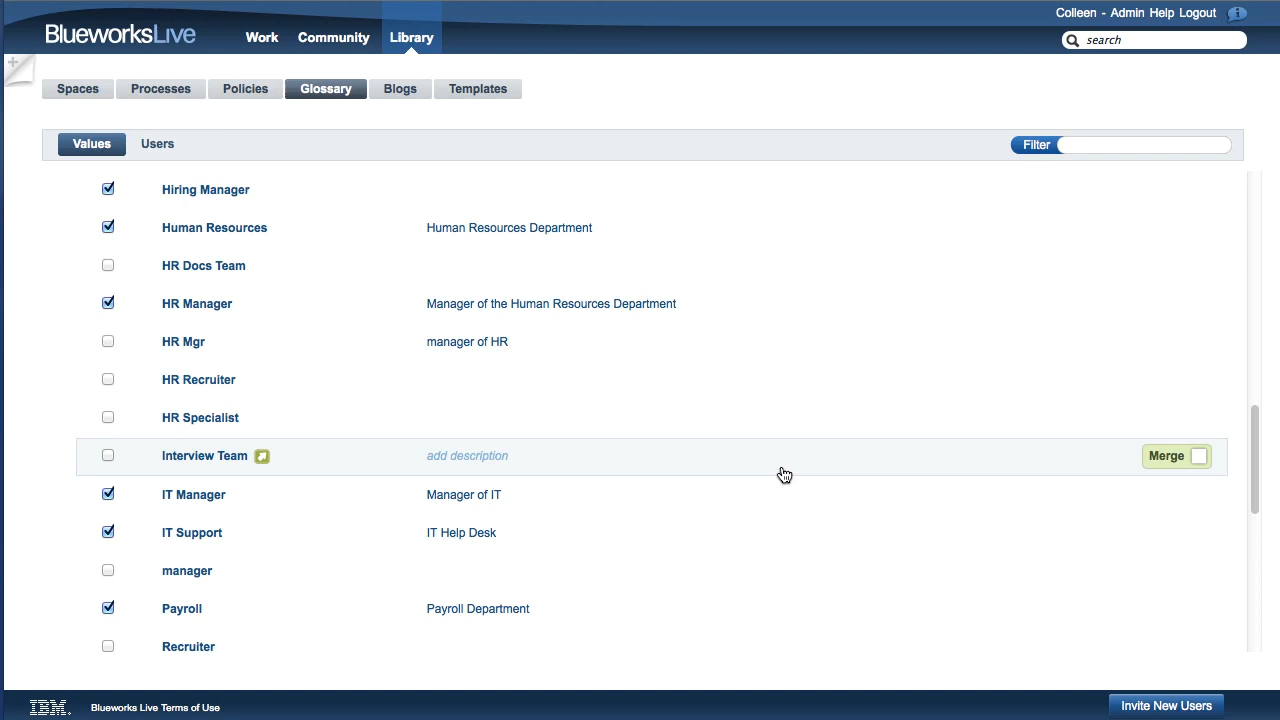 Colleen - Admin Help Logout
BlueworksLive
Work Community Library
search
Spaces Processes Policies Glossary Blogs Templates
Values Users Filter
Hiring Manager
Human Resources Human Resources Department
HR Docs Team
HR Manager Manager of the Human Resources Department
HR Mgr manager of HR
HR Recruiter
HR Specialist
Interview Team add description Merge
IT Manager Manager of IT
IT Support IT Help Desk
manager
Payroll Payroll Department
Recruiter
IBM. Blueworks Live Terms of Use Invite New Users